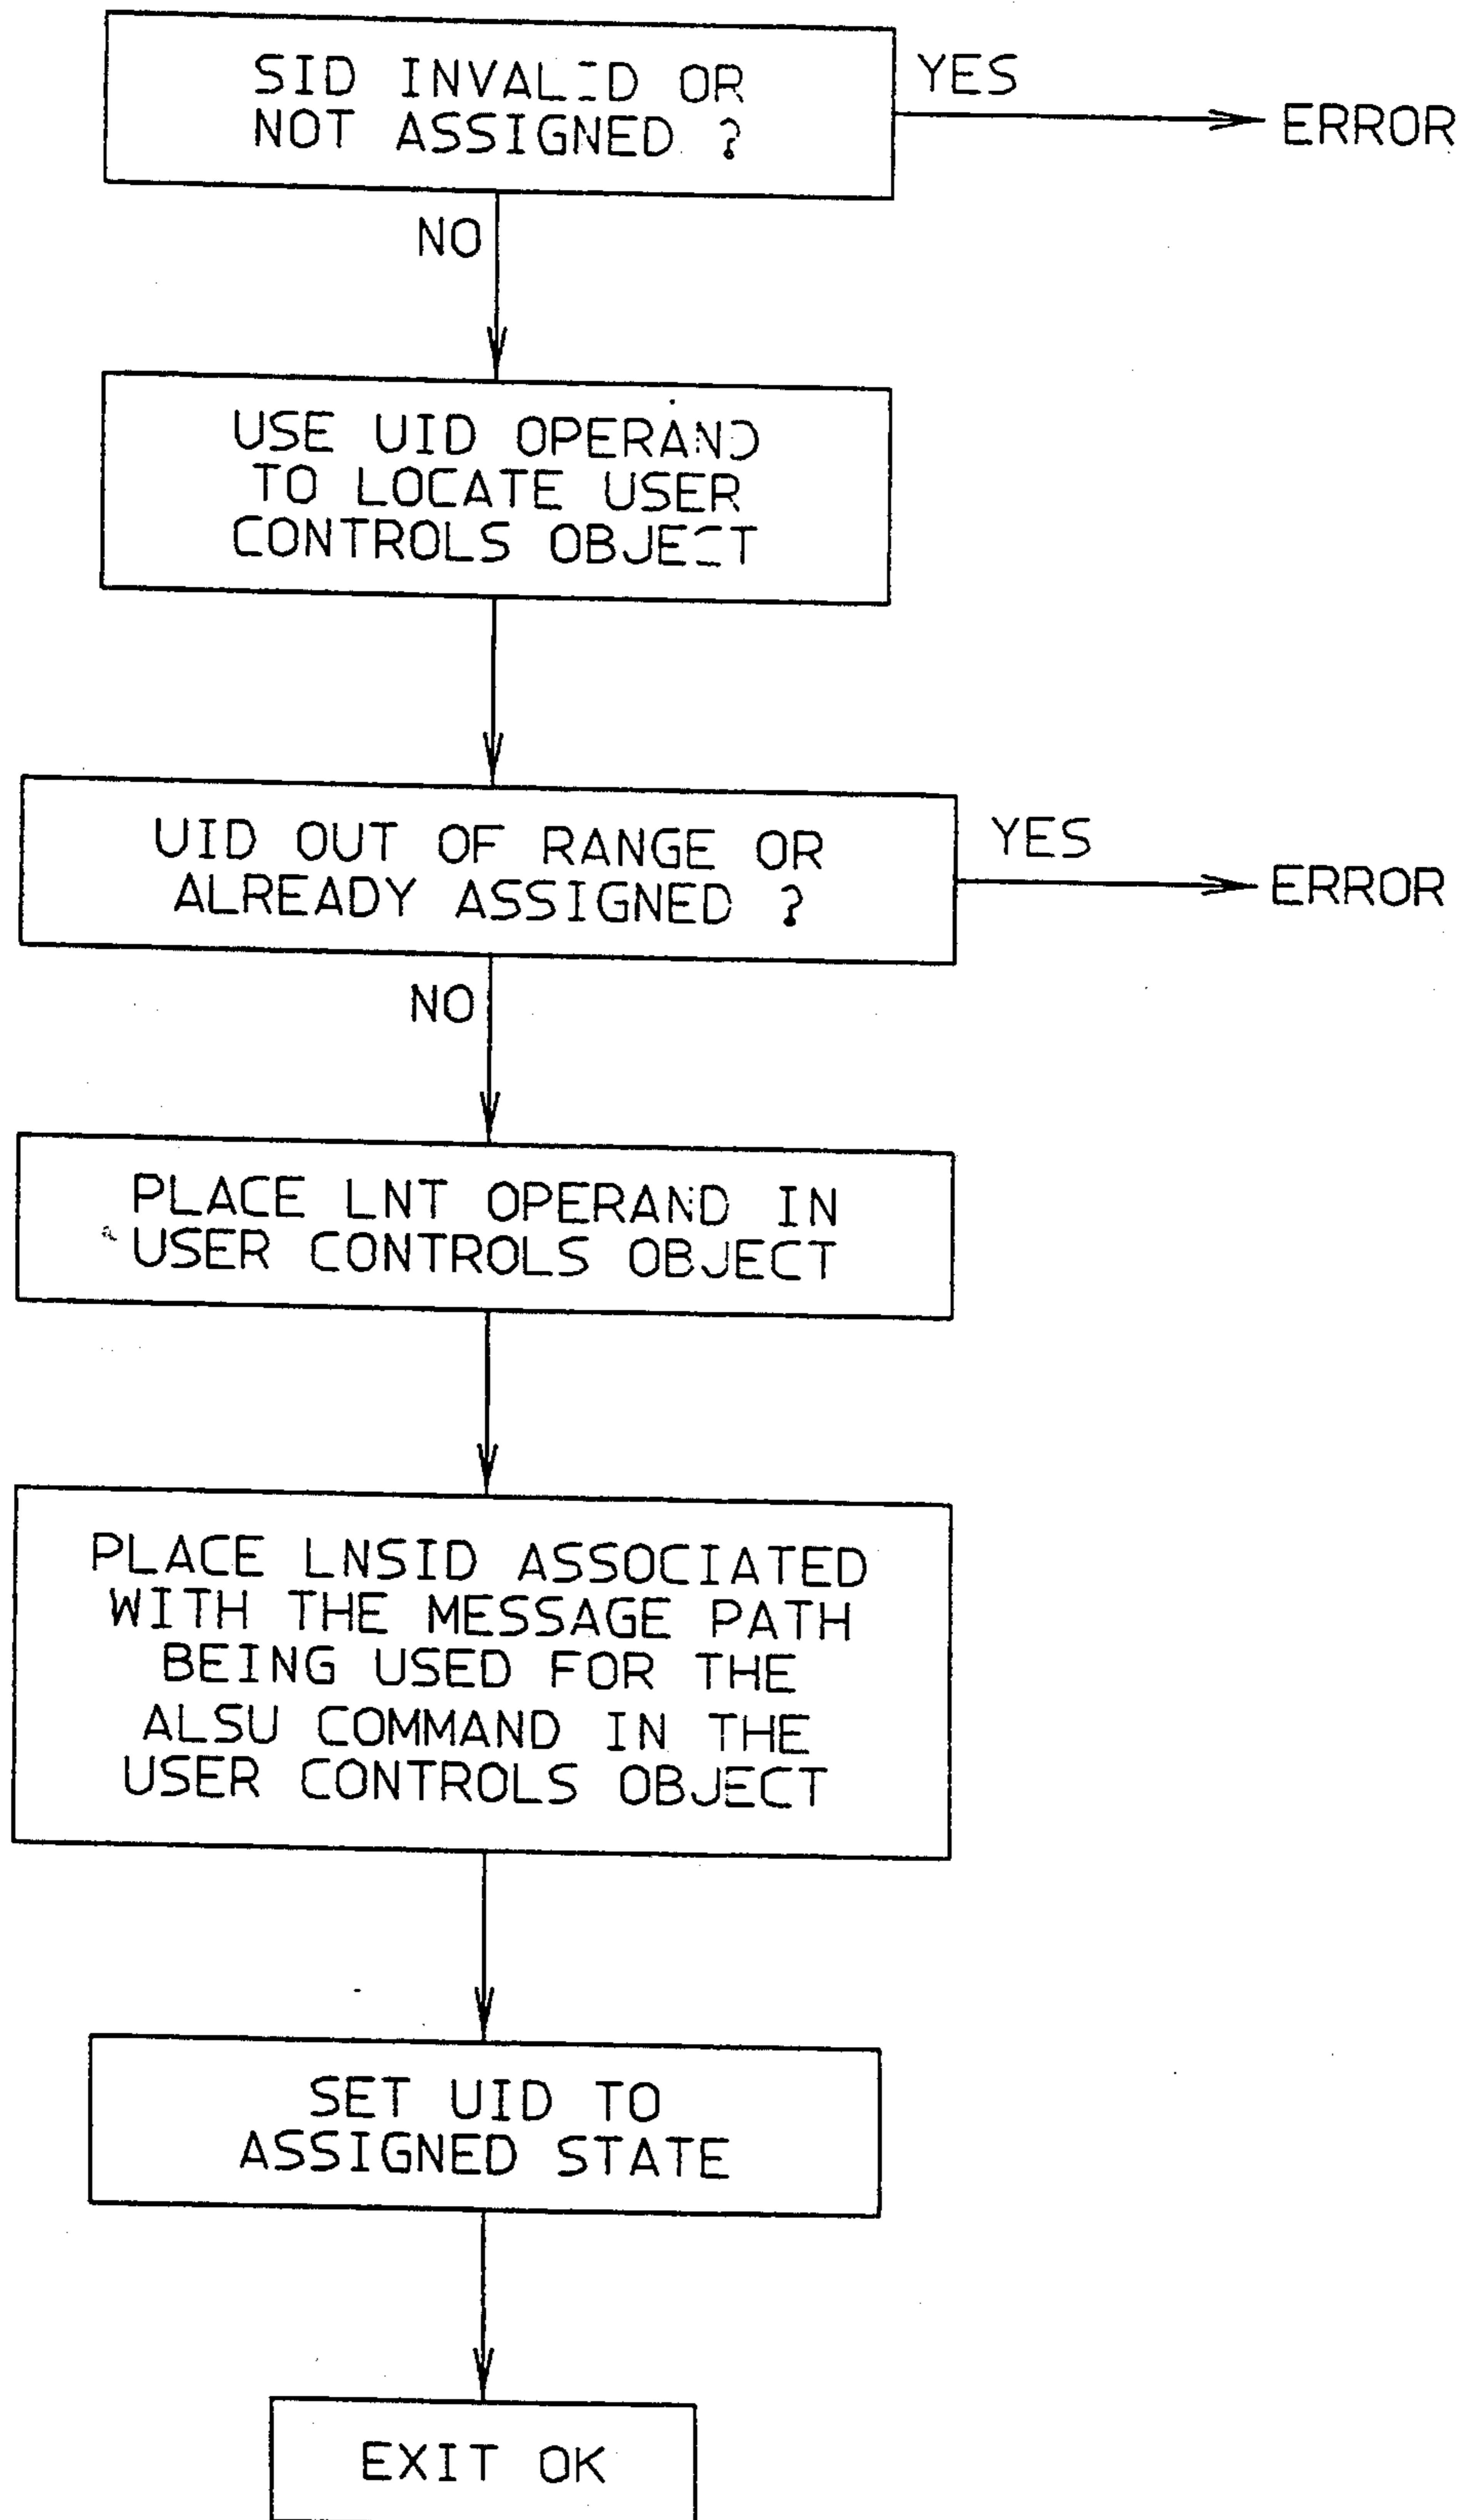 SID INVALID OR
NOT ASSIGNED ?
YES
ERROR
NO
USE UID OPERAND
TO LOCATE USER
CONTROLS OBJECT
UID OUT OF RANGE OR
ALREADY ASSIGNED ?
YES
ERROR
NO
PLACE LNT OPERAND IN
USER CONTROLS OBJECT
PLACE LNSID ASSOCIATED
WITH THE MESSAGE PATH
BEING USED FOR THE
ALSU COMMAND IN THE
USER CONTROLS OBJECT
SET UID TO
ASSIGNED STATE
EXIT OK